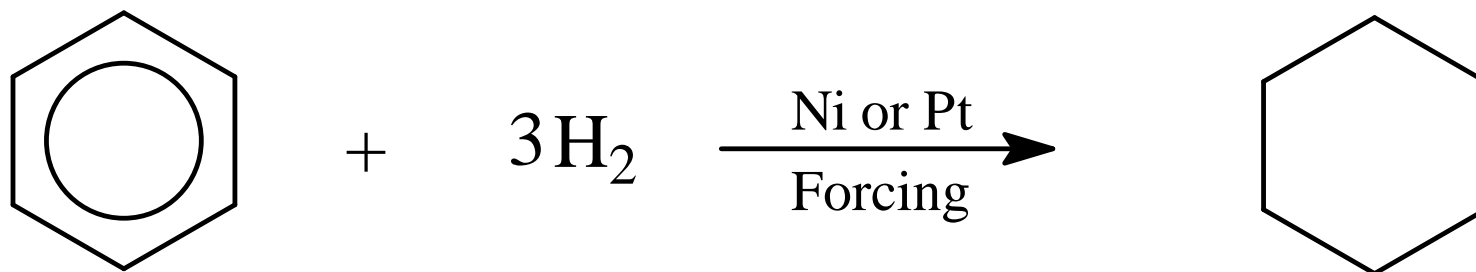 + 3H₂
Ni or Pt
Forcing